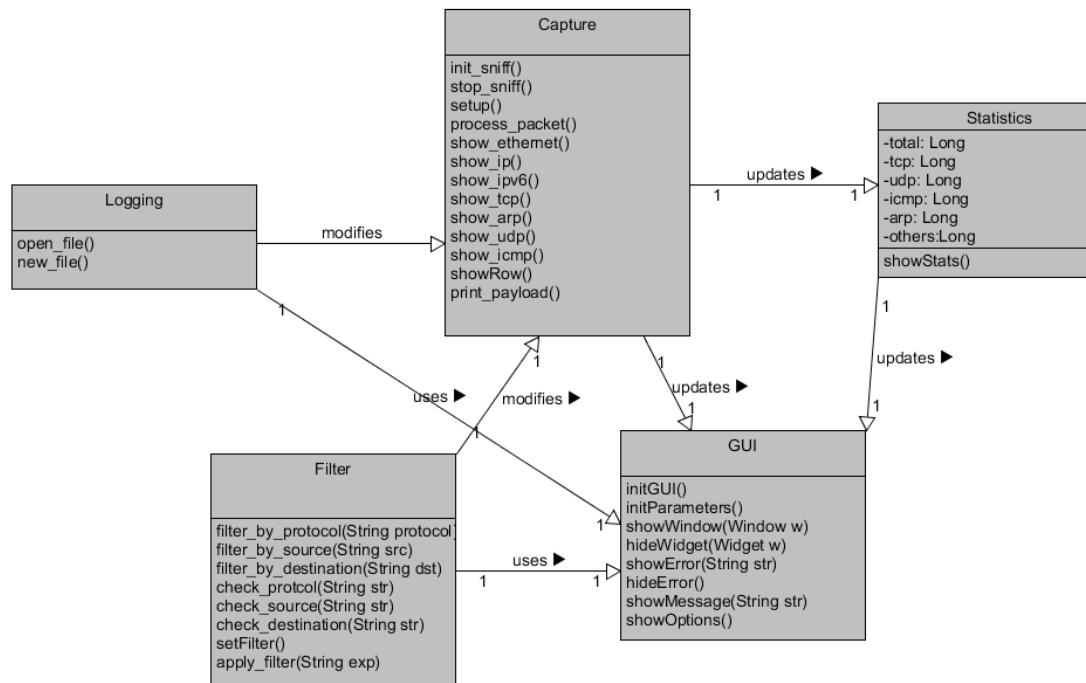 Capture
init_sniff()
stop_sniff()
setup()
process_packet()
show_ethernet()
show_ip()
show_ipv6()
show_tcp()
show_arp()
show_udp()
show_icmp()
showRow()
print_payload()
Statistics
-total: Long
-tcp: Long
-udp: Long
-icmp: Long
-arp: Long
-others:Long
showStats()
Logging
open_file()
new_file()
modifies
updates ▶
1
1
1
uses ▶
1
1
modifies ▶
1
1
updates ▶
1
1
updates ▶
1
Filter
filter_by_protocol(String protocol)
filter_by_source(String src)
filter_by_destination(String dst)
check_protcol(String str)
check_source(String str)
check_destination(String str)
setFilter()
apply_filter(String exp)
uses ▶
1
1
1
GUI
initGUI()
initParameters()
showWindow(Window w)
hideWidget(Widget w)
showError(String str)
hideError()
showMessage(String str)
showOptions()